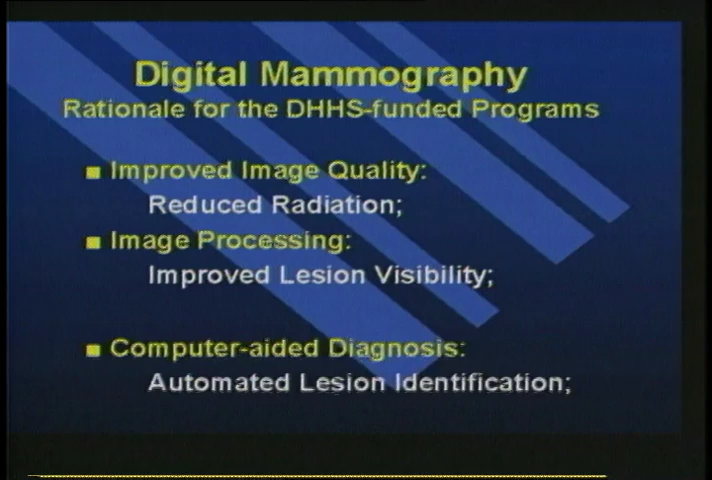 Digital Mammography
Rationale for the DHHS-funded Programs
Improved Image Quality:
Reduced Radiation;
Image Processing:
Improved Lesion Visibility;
Computer-aided Diagnosis:
Automated Lesion Identification;